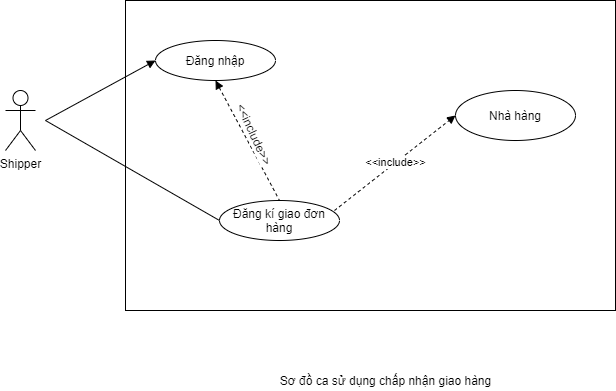 Đăng nhập
<<include>>
Nhà hàng
Shipper
<<include>>
Đăng kí giao đơn
hàng
Sơ đồ ca sử dụng chấp nhận giao hàng